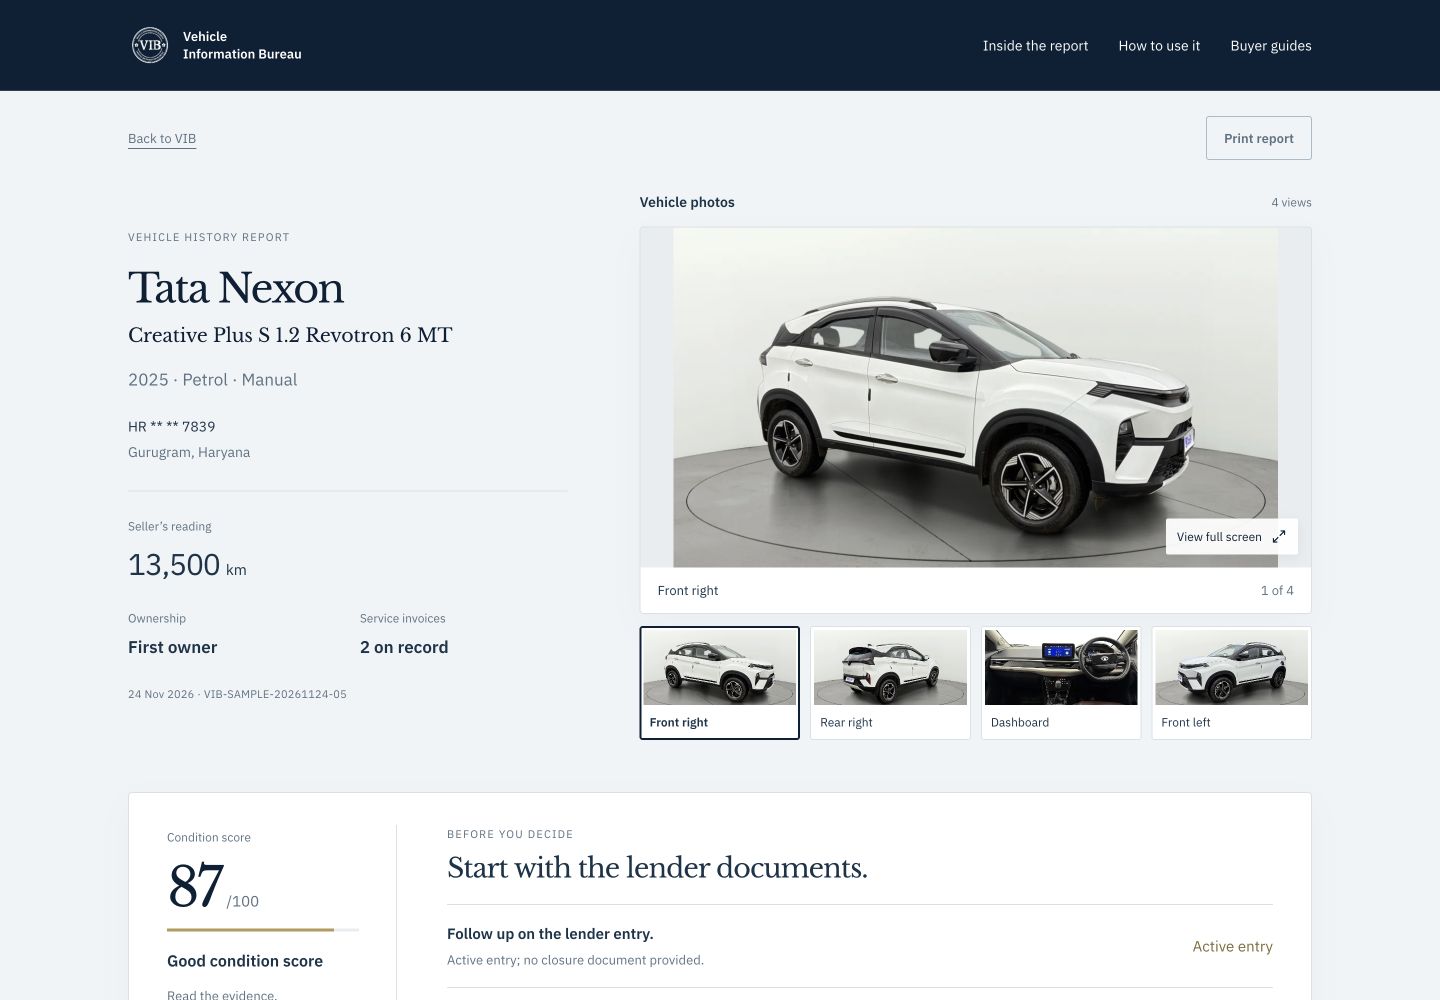 VIB
Vehicle
Information Bureau
Inside the report
How to use it
Buyer guides
Back to VIB
Print report
VEHICLE HISTORY REPORT
Tata Nexon
Creative Plus S 1.2 Revotron 6 MT
2025 · Petrol · Manual
HR ** ** 7839
Gurugram, Haryana
Seller’s reading
13,500 km
Ownership
First owner
Service invoices
2 on record
24 Nov 2026 · VIB-SAMPLE-20261124-05
Vehicle photos
4 views
View full screen
Front right
1 of 4
Front right
Rear right
Dashboard
Front left
Condition score
87 /100
Good condition score
Read the evidence.
BEFORE YOU DECIDE
Start with the lender documents.
Follow up on the lender entry.
Active entry; no closure document provided.
Active entry